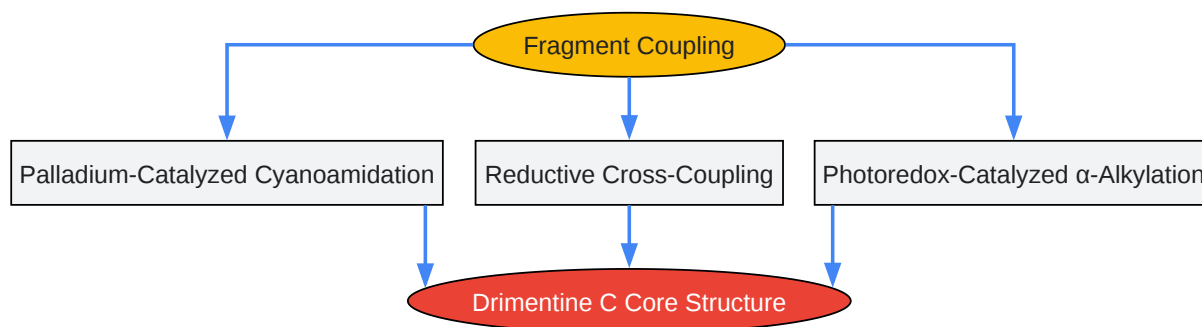 Fragment Coupling
Palladium-Catalyzed Cyanoamidation
Reductive Cross-Coupling
Photoredox-Catalyzed α-Alkylation
Drimentine C Core Structure